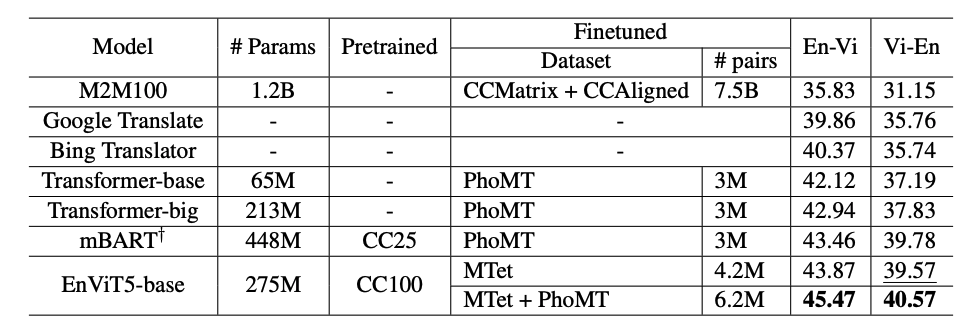 Model # Params Pretrained Finetuned En-Vi Vi-En
Dataset # pairs
M2M100 1.2B - CCMatrix + CCAligned 7.5B 35.83 31.15
Google Translate - - - 39.86 35.76
Bing Translator - - - 40.37 35.74
Transformer-base 65M - PhoMT 3M 42.12 37.19
Transformer-big 213M - PhoMT 3M 42.94 37.83
mBART† 448M CC25 PhoMT 3M 43.46 39.78
EnViT5-base 275M CC100 MTet 4.2M 43.87 39.57
MTet + PhoMT 6.2M 45.47 40.57